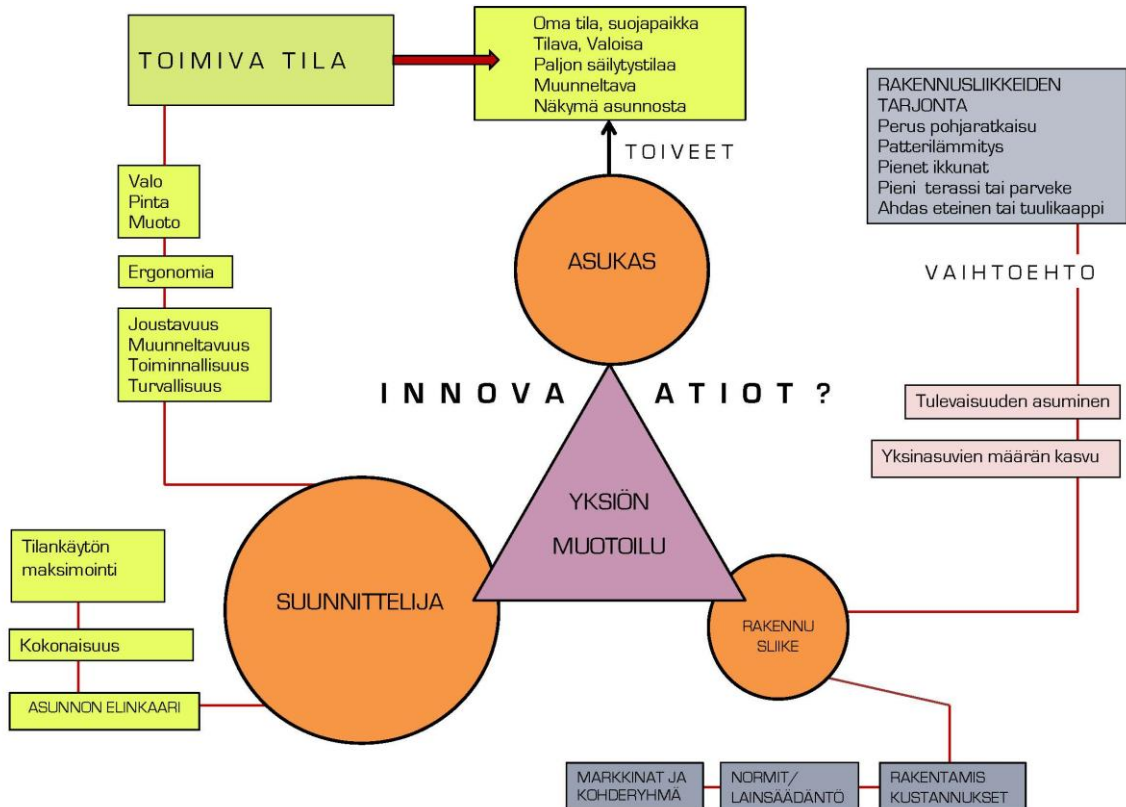 TOIMIVA TILA
Oma tila, suojapaikka
Tilava, Valoisa
Paljon säilytystilaa
Muunneltava
Näkymä asunnosta
TOIVEET
RAKENNUSLIIKKEIDEN
TARJONTA
Perus pohjaratkaisu
Patterilämmitys
Pienet ikkunat
Pieni terassi tai parveke
Ahdas eteinen tai tuulikaappi
VAIHTOEHTO
Valo
Pinta
Muoto
Ergonomia
Joustavuus
Muunneltavuus
Toiminnallisuus
Turvallisuus
ASUKAS
INNOVA ATIOT ?
Tulevaisuuden asuminen
Yksinasuvien määrän kasvu
YKSIÖN
MUOTOILU
SUUNNITTELIJA
RAKENNU
SLIIKE
Tilankäytön
maksimointi
Kokonaisuus
ASUNNON ELINKAARI
MARKKINAT JA
KOHDERYHMÄ
NORMIT/
LAINSÄÄDÄNTÖ
RAKENTAMIS
KUSTANNUKSET